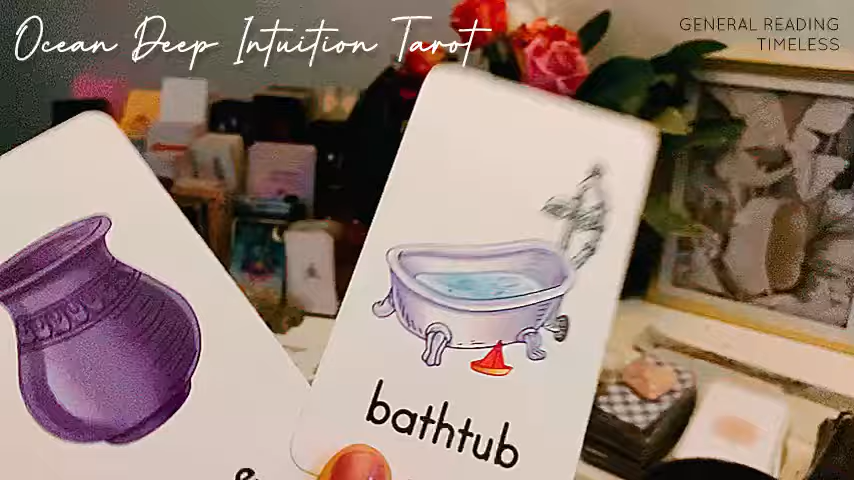 Ocean Deep Intuition Tarot
GENERAL READING
TIMELESS
bathtub